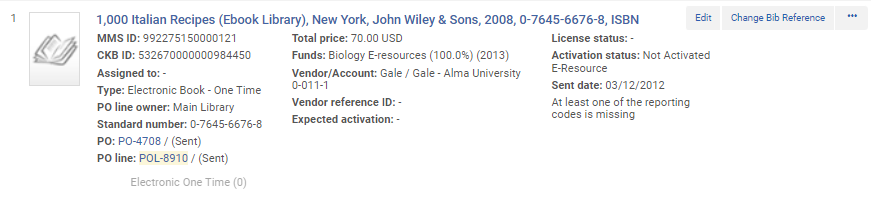 1
1,000 Italian Recipes (Ebook Library), New York, John Wiley & Sons, 2008, 0-7645-6676-8, ISBN
Edit
Change Bib Reference
•••
MMS ID: 992275150000121
CKB ID: 532670000000984450
Assigned to: -
Type: Electronic Book - One Time
PO line owner: Main Library
Standard number: 0-7645-6676-8
PO: PO-4708 / (Sent)
PO line: POL-8910 / (Sent)
Electronic One Time (0)
Total price: 70.00 USD
Funds: Biology E-resources (100.0%) (2013)
Vendor/Account: Gale / Gale - Alma University
0-011-1
Vendor reference ID: -
Expected activation: -
License status: -
Activation status: Not Activated
E-Resource
Sent date: 03/12/2012
At least one of the reporting
codes is missing